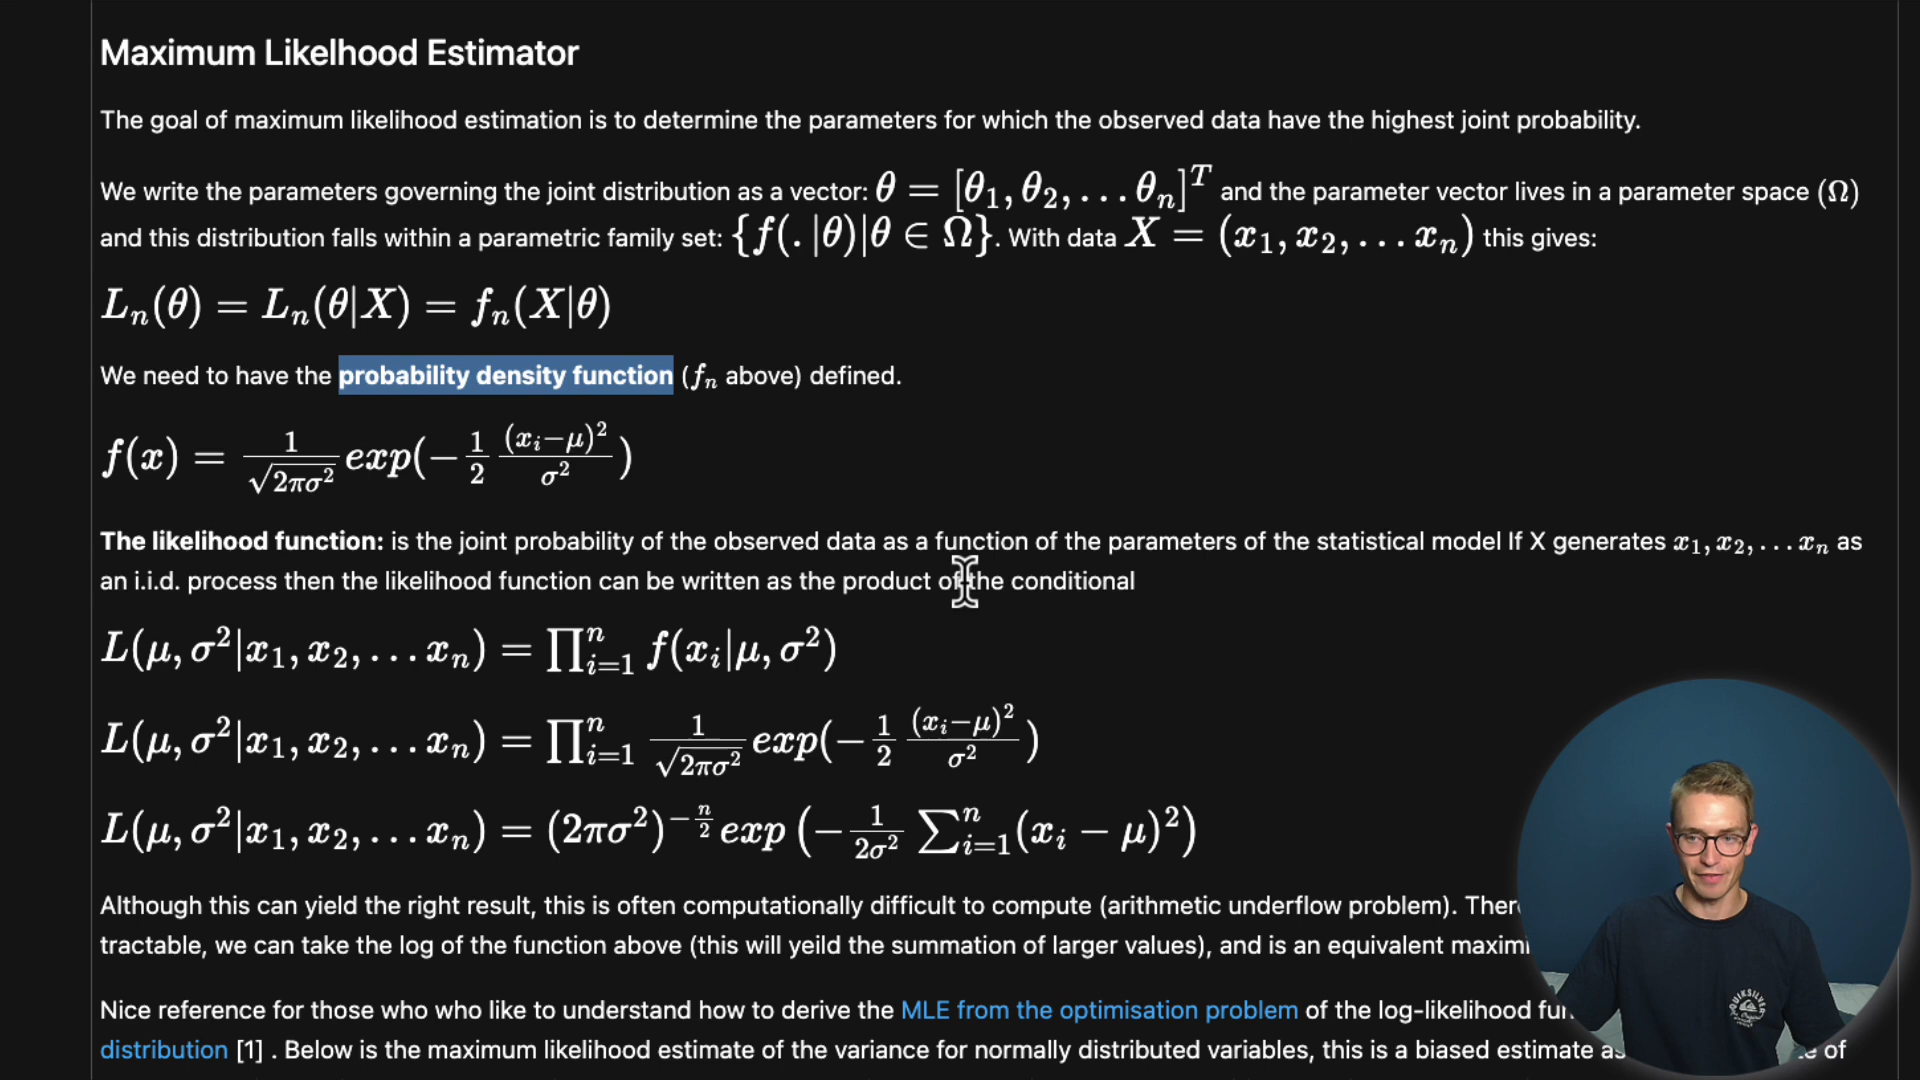 Maximum Likelhood Estimator
The goal of maximum likelihood estimation is to determine the parameters for which the observed data have the highest joint probability.
We write the parameters governing the joint distribution as a vector: θ = [θ₁, θ₂, . . . θₙ]ᵀ and the parameter vector lives in a parameter space (Ω)
and this distribution falls within a parametric family set: {f(. |θ)|θ ∈ Ω}. With data X = (x₁, x₂, . . . xₙ) this gives:
Lₙ(θ) = Lₙ(θ|X) = fₙ(X|θ)
We need to have the probability density function (fₙ above) defined.
f(x) = 1/√(2πσ²) exp(−1/2 (xᵢ−μ)²/σ²)
The likelihood function: is the joint probability of the observed data as a function of the parameters of the statistical model If X generates x₁, x₂, . . . xₙ as
an i.i.d. process then the likelihood function can be written as the product of the conditional
L(μ, σ²|x₁, x₂, . . . xₙ) = ∏ᵢ₌₁ⁿ f(xᵢ|μ, σ²)
L(μ, σ²|x₁, x₂, . . . xₙ) = ∏ᵢ₌₁ⁿ 1/√(2πσ²) exp(−1/2 (xᵢ−μ)²/σ²)
L(μ, σ²|x₁, x₂, . . . xₙ) = (2πσ²)^(−n/2) exp (−1/(2σ²) ∑ᵢ₌₁ⁿ(xᵢ − μ)²)
Although this can yield the right result, this is often computationally difficult to compute (arithmetic underflow problem).
tractable, we can take the log of the function above (this will yeild the summation of larger values), and is an equivalent
Nice reference for those who who like to understand how to derive the MLE from the optimisation problem of the log-likelihood
distribution [1] . Below is the maximum likelihood estimate of the variance for normally distributed variables, this is a biased estimate of
QUIKSILVER